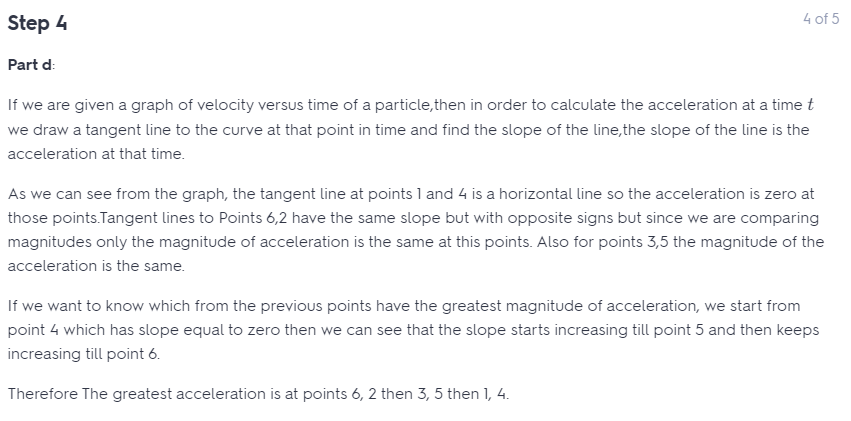 Step 4
4 of 5
Part d:
If we are given a graph of velocity versus time of a particle,then in order to calculate the acceleration at a time t
we draw a tangent line to the curve at that point in time and find the slope of the line,the slope of the line is the
acceleration at that time.
As we can see from the graph, the tangent line at points 1 and 4 is a horizontal line so the acceleration is zero at
those points.Tangent lines to Points 6,2 have the same slope but with opposite signs but since we are comparing
magnitudes only the magnitude of acceleration is the same at this points. Also for points 3,5 the magnitude of the
acceleration is the same.
If we want to know which from the previous points have the greatest magnitude of acceleration, we start from
point 4 which has slope equal to zero then we can see that the slope starts increasing till point 5 and then keeps
increasing till point 6.
Therefore The greatest acceleration is at points 6, 2 then 3, 5 then 1, 4.